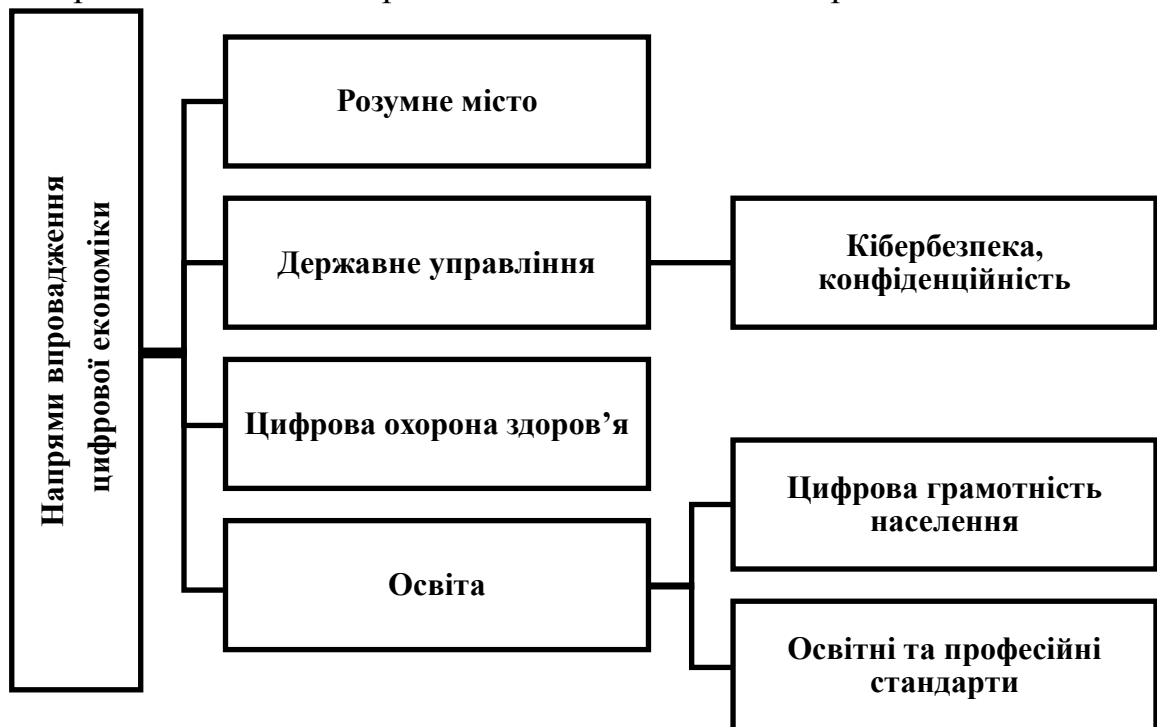 Напрями впровадження
цифрової економіки
Розумне місто
Державне управління
Кібербезпека,
конфіденційність
Цифрова охорона здоров’я
Освіта
Цифрова грамотність
населення
Освітні та професійні
стандарти